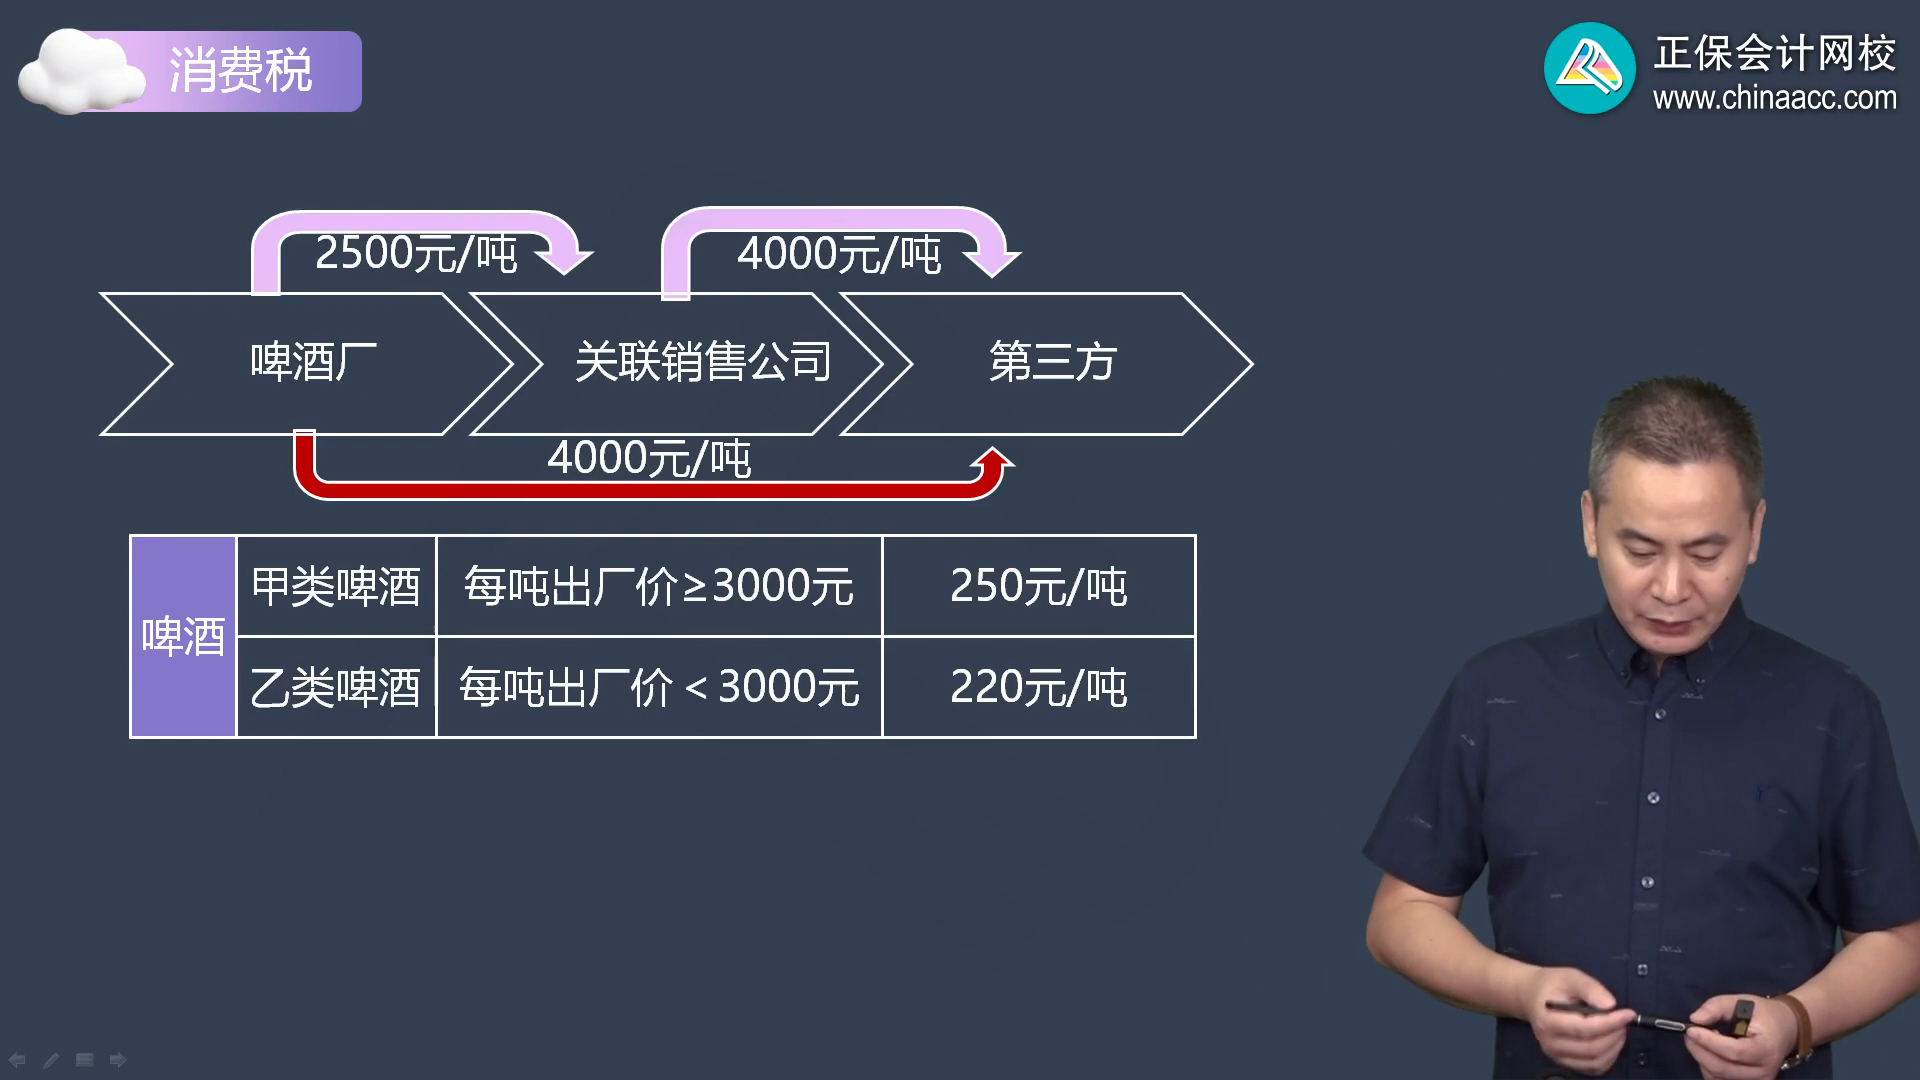 消费税
正保会计网校
www.chinaacc.com
2500元/吨
4000元/吨
啤酒厂
关联销售公司
第三方
4000元/吨
啤酒
甲类啤酒
每吨出厂价≥3000元
250元/吨
乙类啤酒
每吨出厂价＜3000元
220元/吨